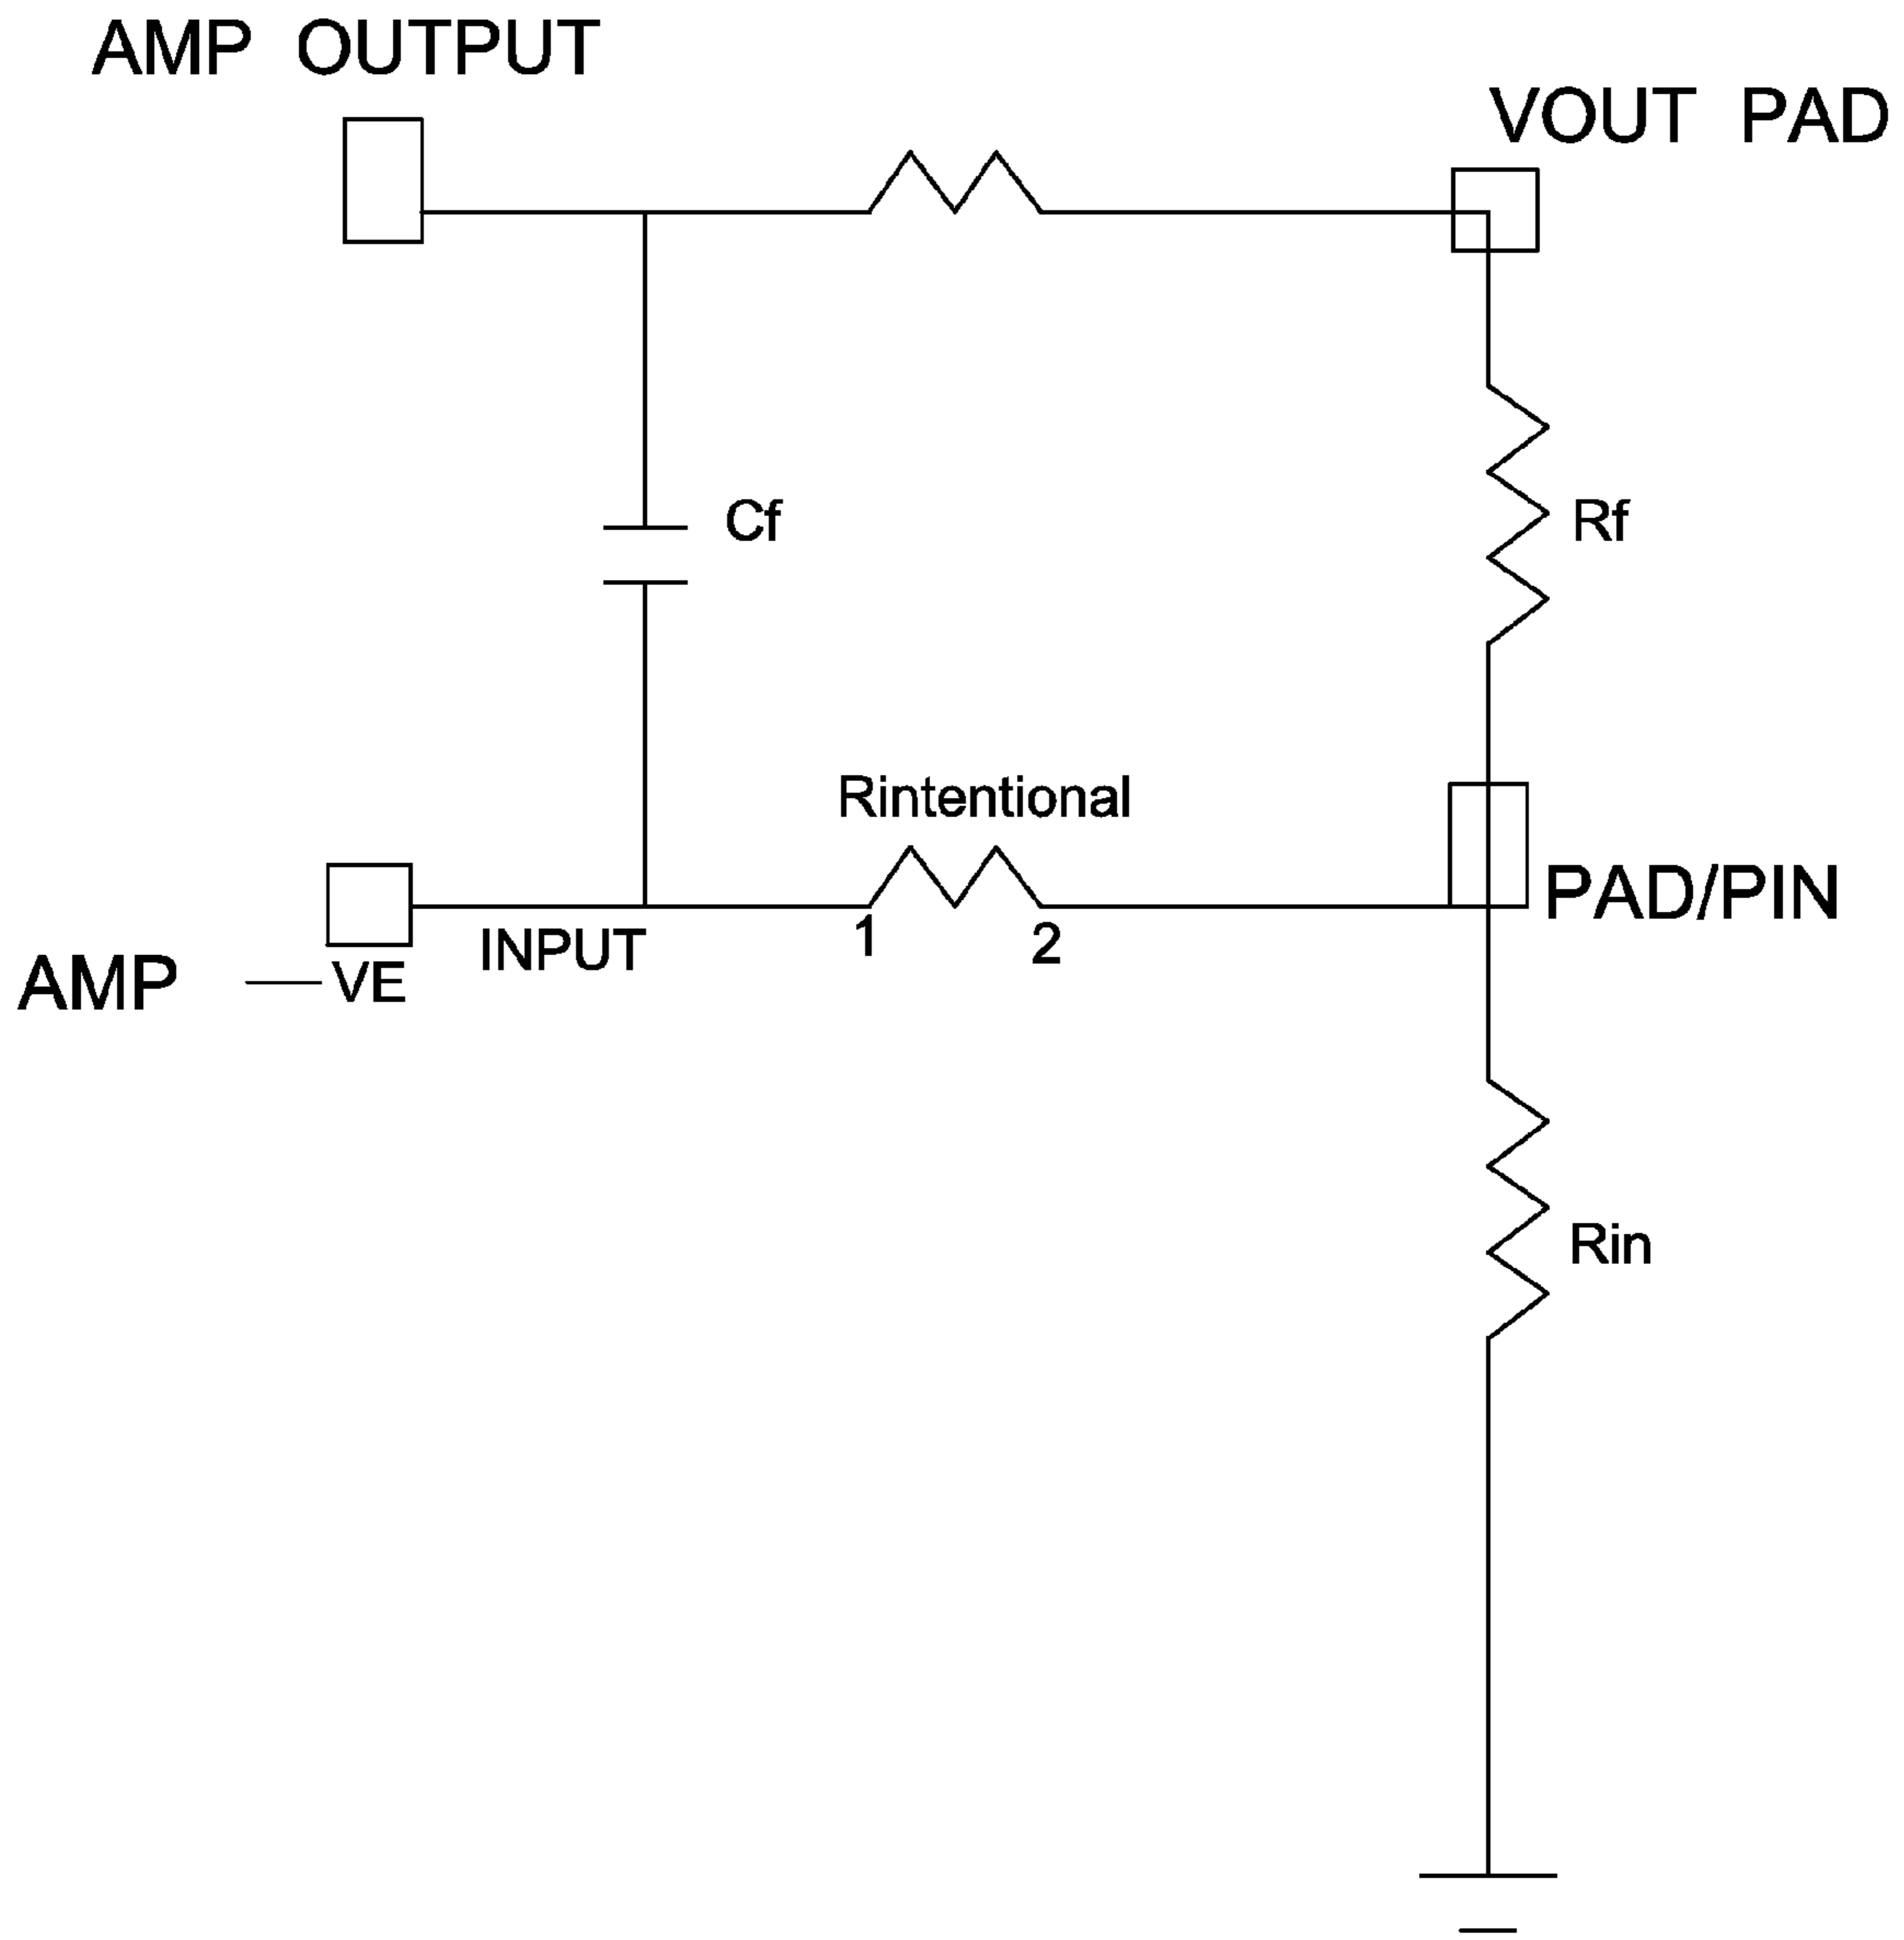 AMP OUTPUT
VOUT PAD
Cf
Rf
Rintentional
PAD/PIN
1
2
INPUT
AMP —VE
Rin